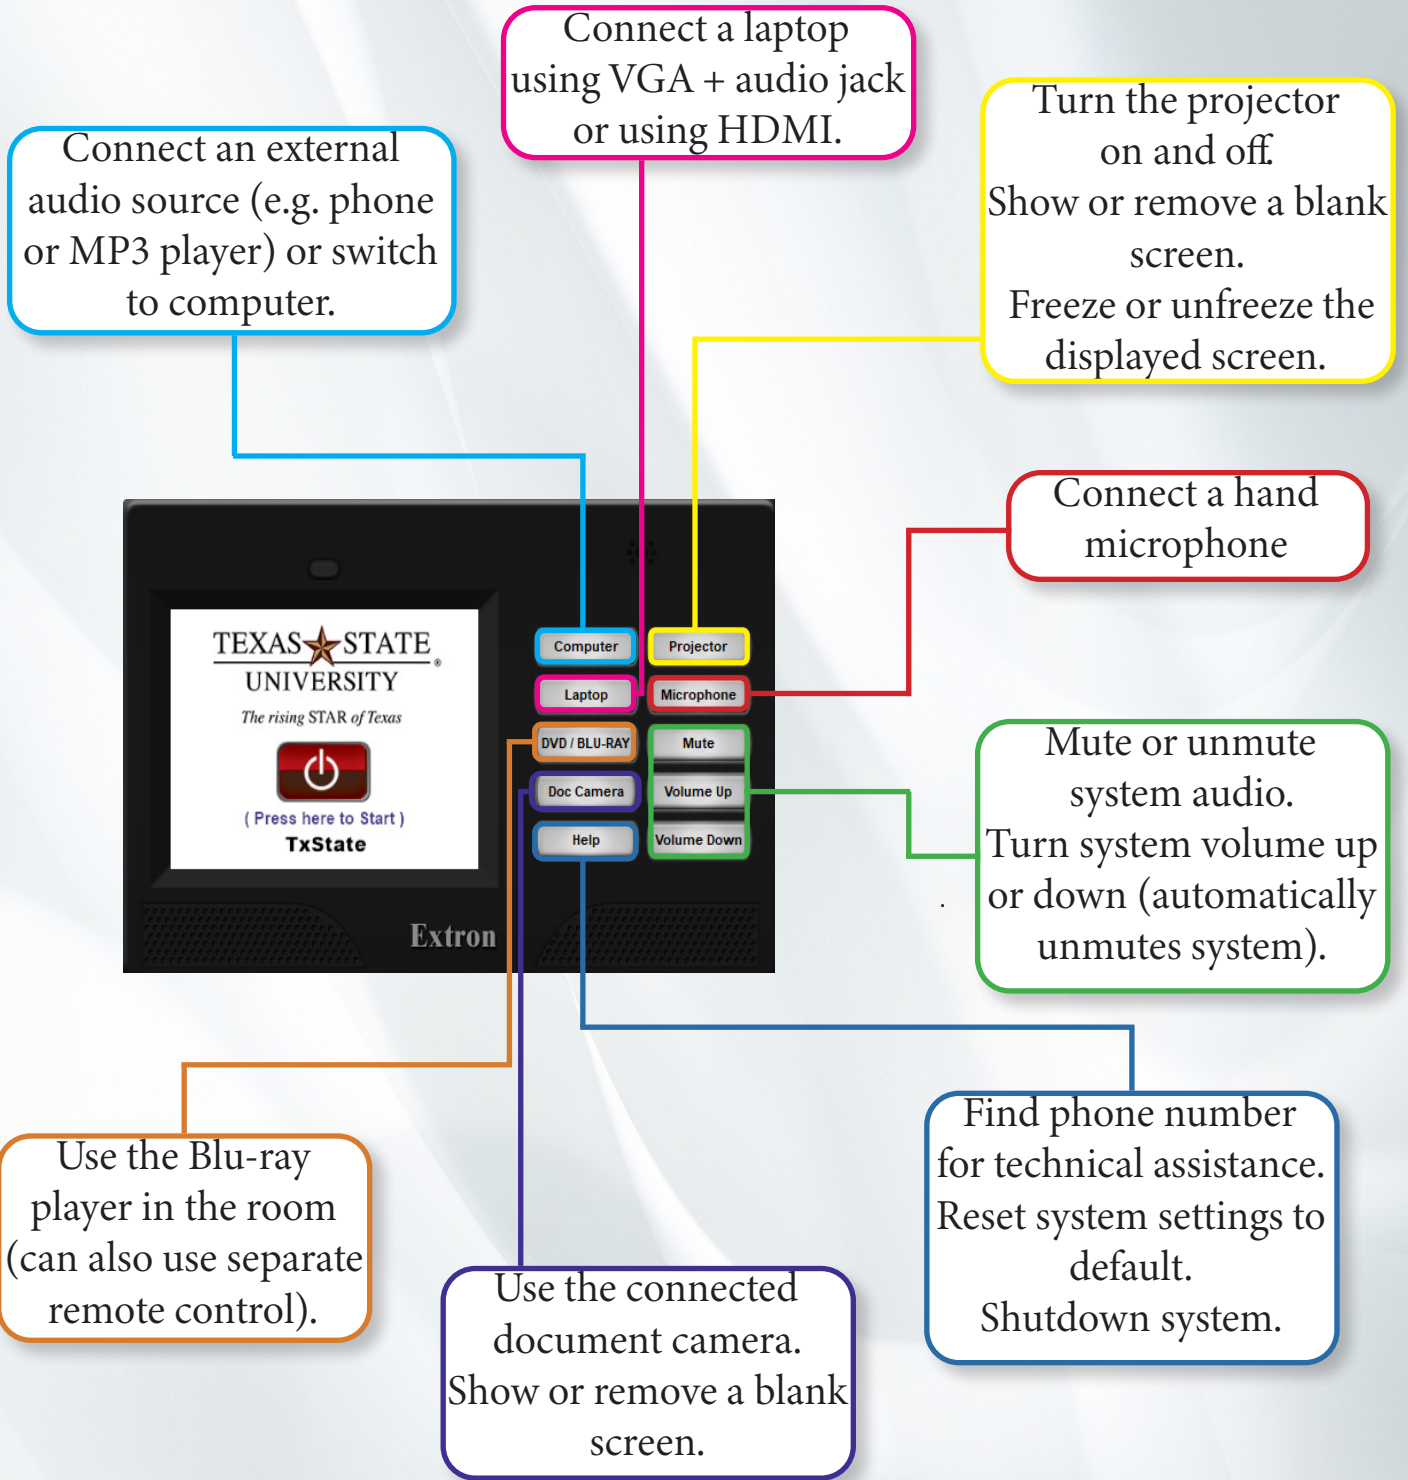 Connect a laptop
using VGA + audio jack
or using HDMI.
Turn the projector
on and off.
Show or remove a blank
screen.
Freeze or unfreeze the
displayed screen.
Connect an external
audio source (e.g. phone
or MP3 player) or switch
to computer.
Connect a hand
microphone
TEXAS STATE
UNIVERSITY
®
The rising STAR of Texas
( Press here to Start )
TxState
Computer
Projector
Laptop
Microphone
DVD / BLU-RAY
Mute
Doc Camera
Volume Up
Help
Volume Down
Extron
Mute or unmute
system audio.
Turn system volume up
or down (automatically
unmutes system).
.
Find phone number
for technical assistance.
Reset system settings to
default.
Shutdown system.
Use the Blu-ray
player in the room
(can also use separate
remote control).
Use the connected
document camera.
Show or remove a blank
screen.